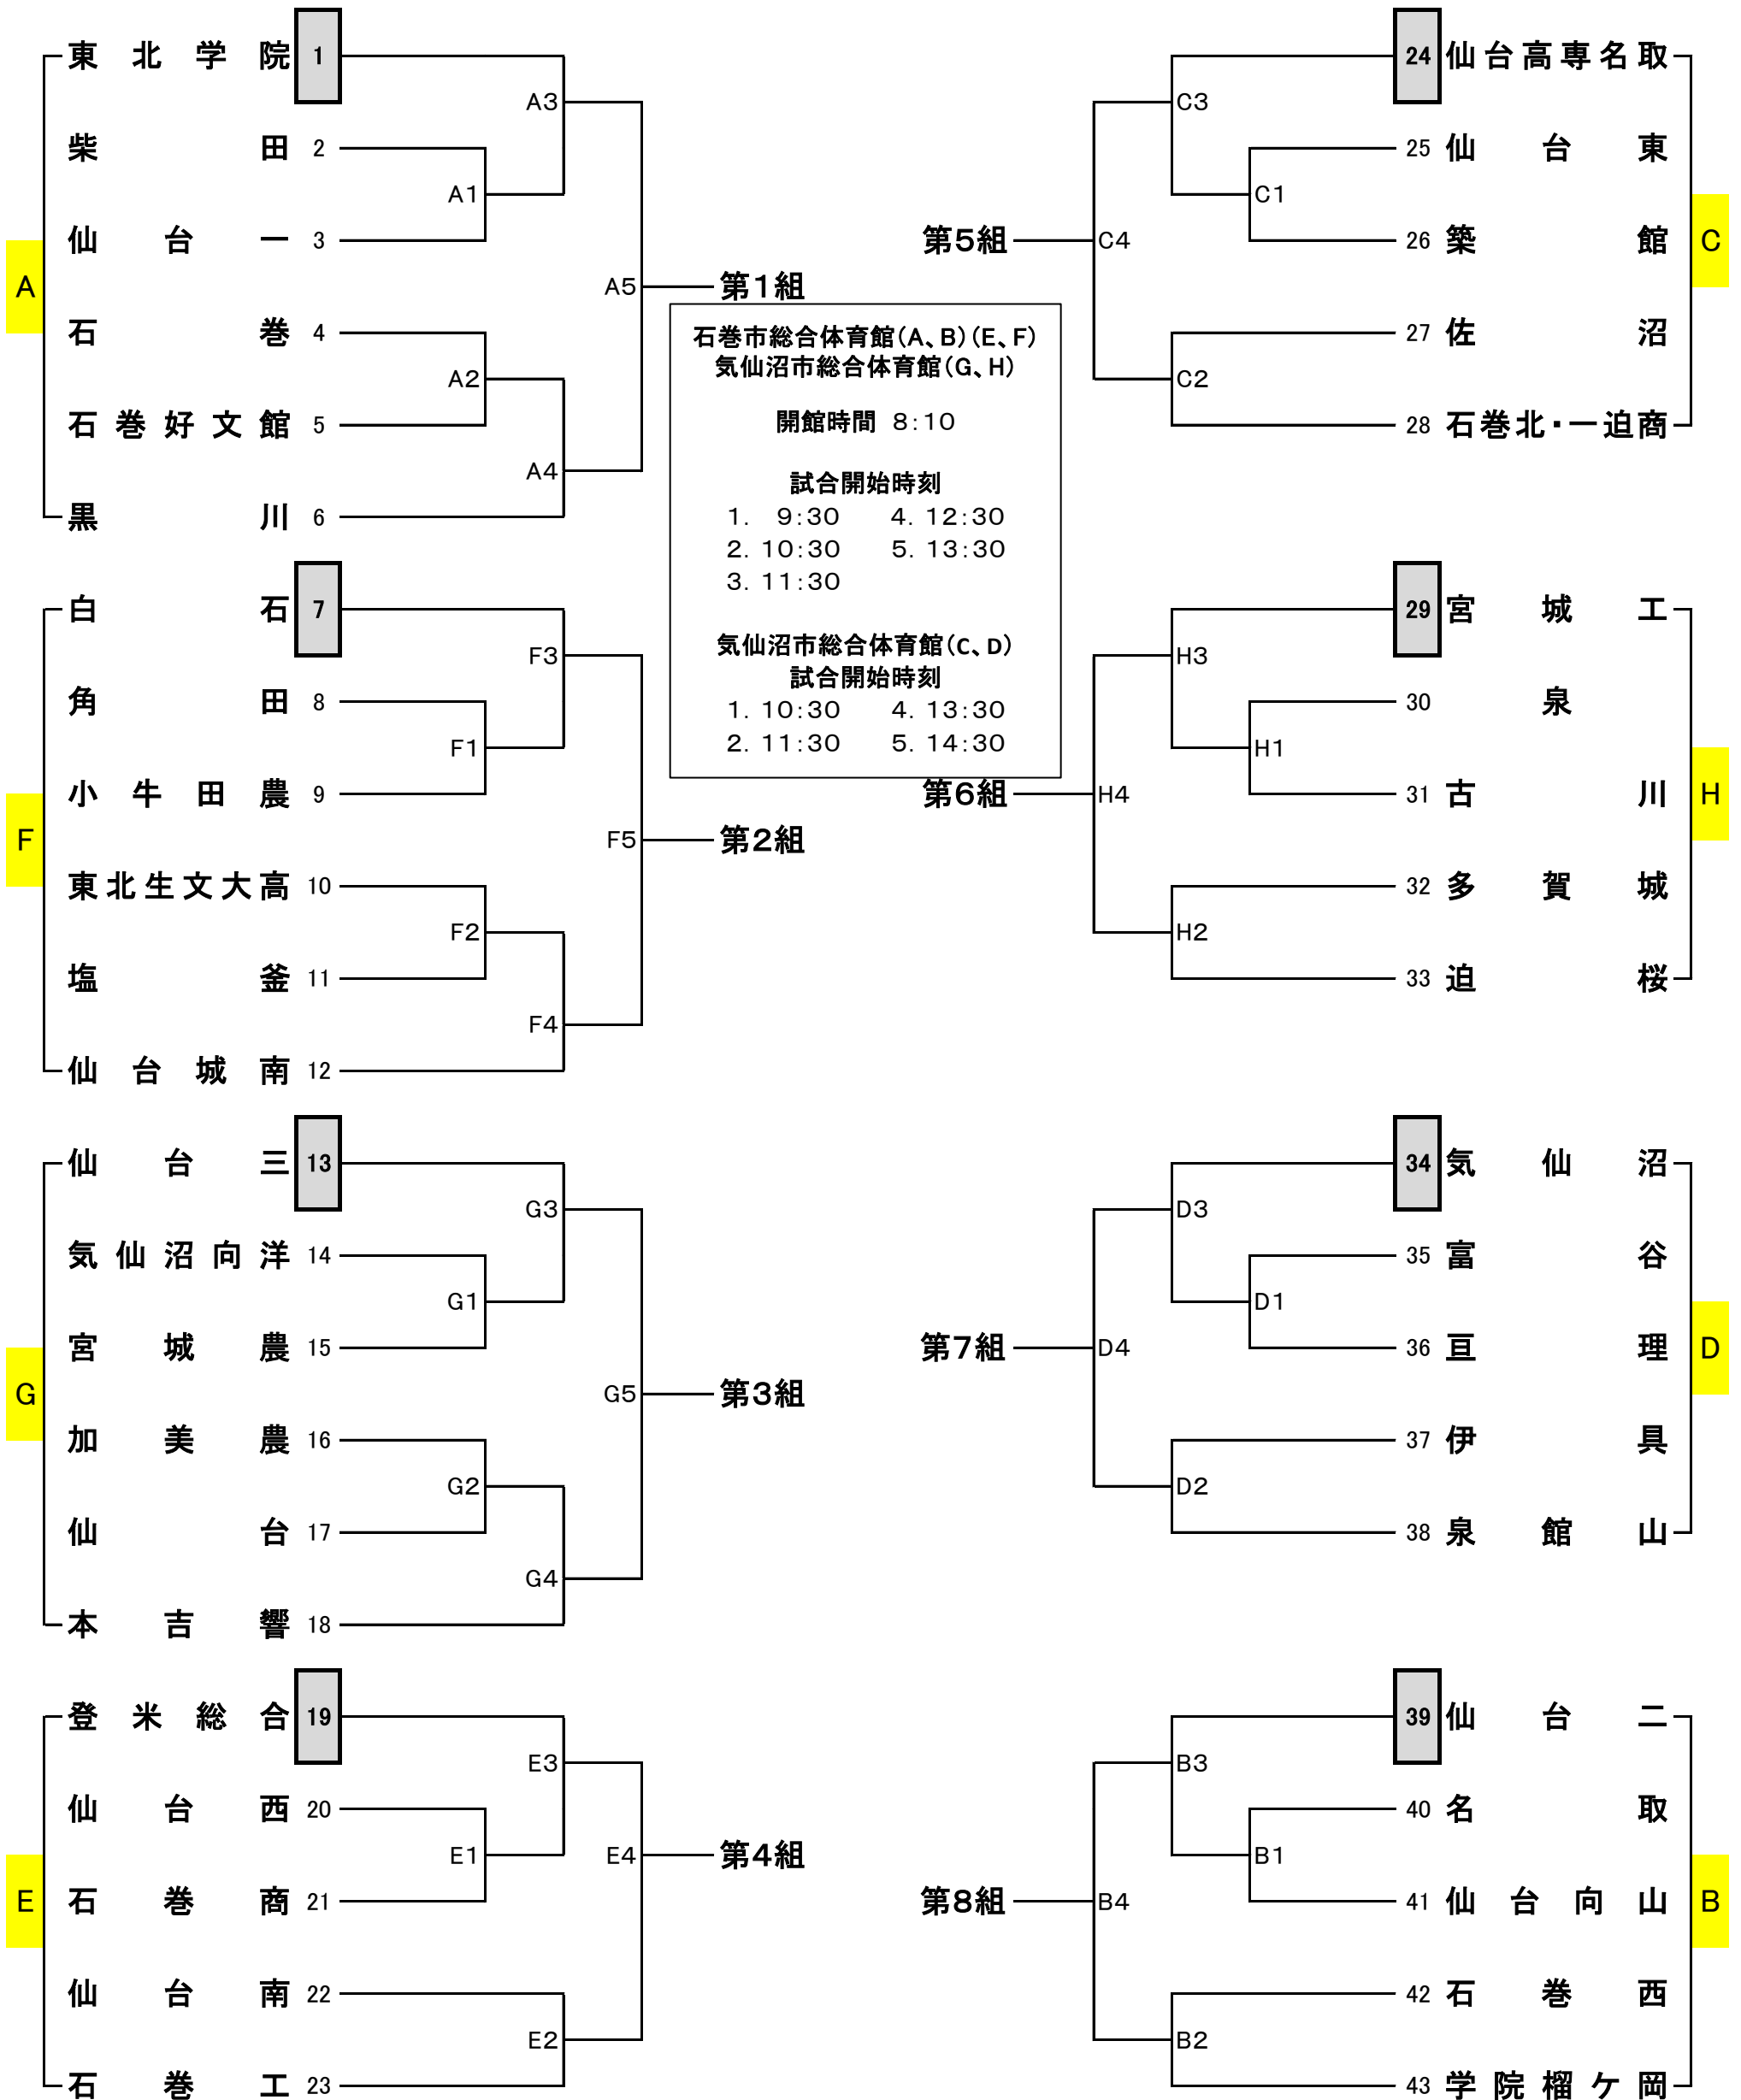 A
東北学院 1
柴田 2
仙台一 3
石巻 4
石巻好文館 5
黒川 6
A3
A1
A2
A4
A5
第1組
F
白石 7
角田 8
小牛田農 9
東北生文大高 10
塩釜 11
仙台城南 12
F3
F1
F2
F4
F5
第2組
G
仙台三 13
気仙沼向洋 14
宮城農 15
加美農 16
仙台 17
本吉響 18
G3
G1
G2
G4
G5
第3組
E
登米総合 19
仙台西 20
石巻商 21
仙台南 22
石巻工 23
E3
E1
E2
E4
第4組
石巻市総合体育館(A、B)(E、F)
気仙沼市総合体育館(G、H)
開館時間 8:10
試合開始時刻
1. 9:30 4. 12:30
2. 10:30 5. 13:30
3. 11:30
気仙沼市総合体育館(C、D)
試合開始時刻
1. 10:30 4. 13:30
2. 11:30 5. 14:30
第5組
C4
C3
C1
C2
24 仙台高専名取
25 仙台東
26 築館
27 佐沼
28 石巻北・一迫商
C
第6組
H4
H3
H1
H2
29 宮城工
30 泉
31 古川
32 多賀城
33 迫桜
H
第7組
D4
D3
D1
D2
34 気仙沼
35 富谷
36 亘理
37 伊具
38 泉館山
D
第8組
B4
B3
B1
B2
39 仙台二
40 名取
41 仙台向山
42 石巻西
43 学院榴ケ岡
B